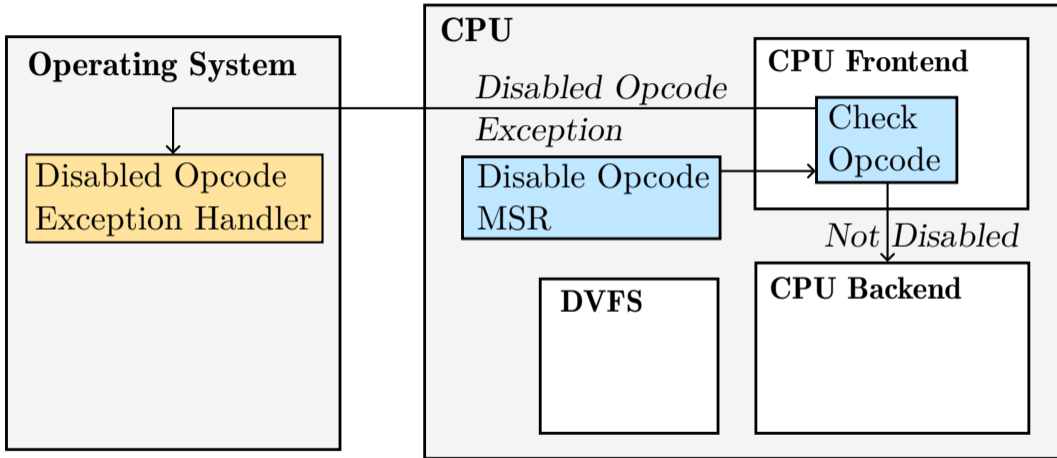 Operating System
Disabled Opcode
Exception Handler
CPU
Disabled Opcode
Exception
Disable Opcode
MSR
CPU Frontend
Check
Opcode
Not Disabled
DVFS
CPU Backend